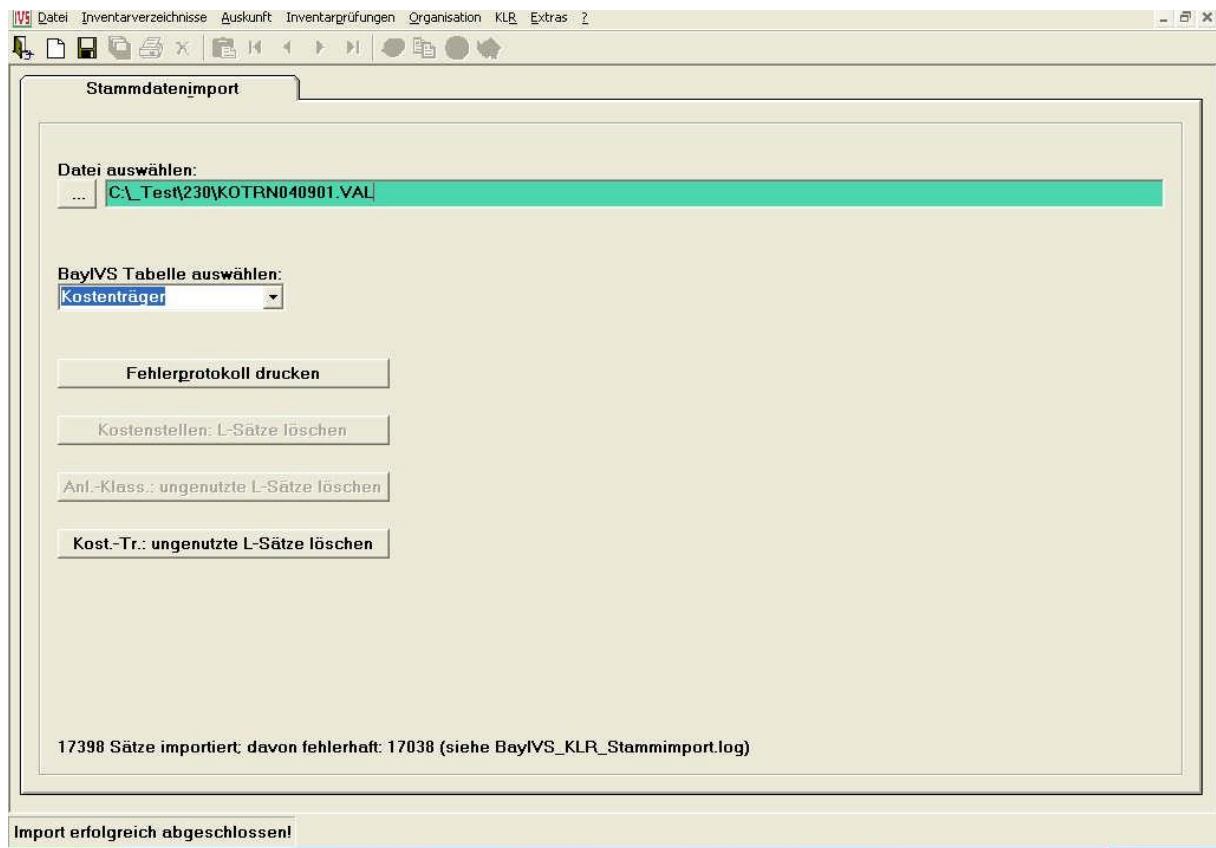 IVS Datei Inventarverzeichnisse Auskunft Inventarprüfungen Organisation KLR Extras ?
Stammdatenimport
Datei auswählen:
... C:\_Test\230\KOTRN040901.VAL
BayIVS Tabelle auswählen:
Kostenträger
Fehlerprotokoll drucken
Kostenstellen: L-Sätze löschen
Anl.-Klass.: ungenutzte L-Sätze löschen
Kost.-Tr.: ungenutzte L-Sätze löschen
17398 Sätze importiert; davon fehlerhaft: 17038 (siehe BayIVS_KLR_Stammimport.log)
Import erfolgreich abgeschlossen!